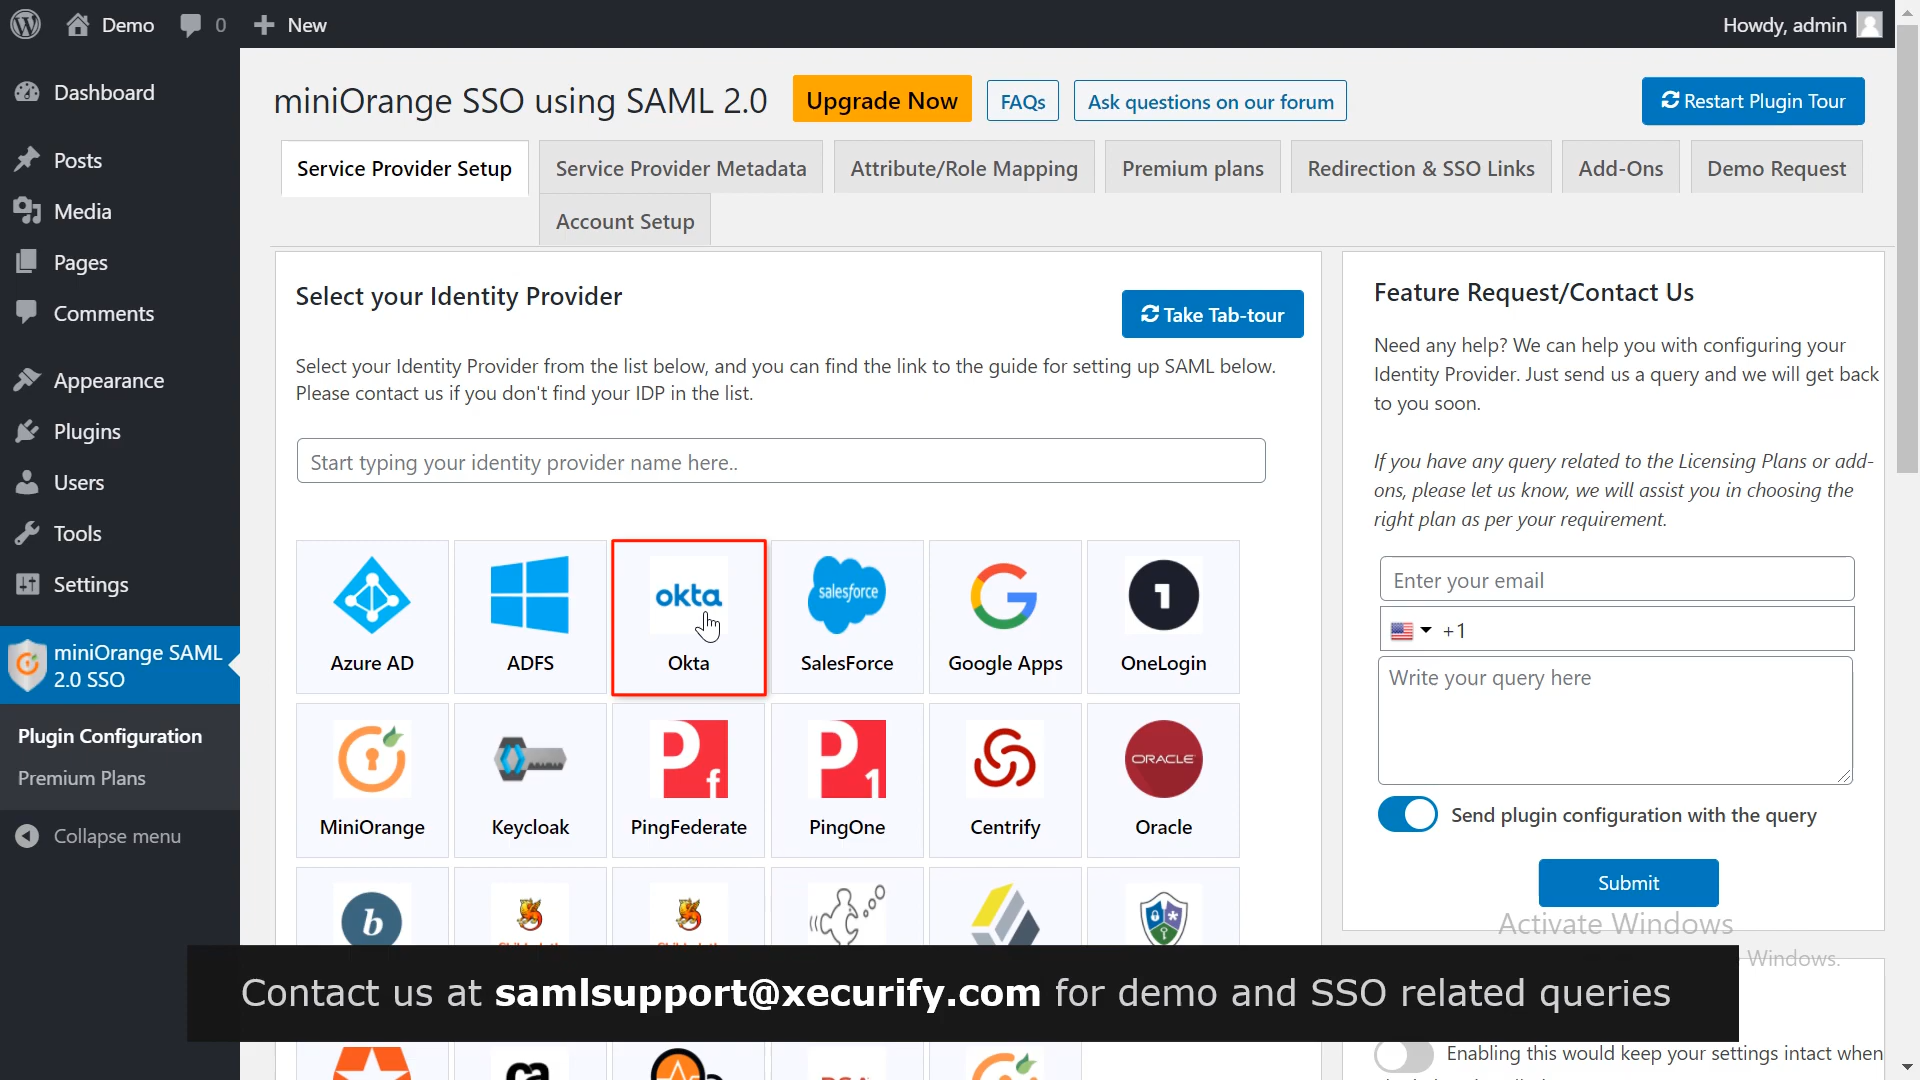 Demo
0
New
Howdy, admin
Dashboard
Posts
Media
Pages
Comments
Appearance
Plugins
Users
Tools
Settings
miniOrange SAML
2.0 SSO
Plugin Configuration
Premium Plans
Collapse menu
miniOrange SSO using SAML 2.0
Upgrade Now
FAQs
Ask questions on our forum
Restart Plugin Tour
Service Provider Setup
Service Provider Metadata
Attribute/Role Mapping
Premium plans
Redirection & SSO Links
Add-Ons
Demo Request
Account Setup
Select your Identity Provider
Take Tab-tour
Select your Identity Provider from the list below, and you can find the link to the guide for setting up SAML below.
Please contact us if you don't find your IDP in the list.
Start typing your identity provider name here..
Azure AD
ADFS
okta
Okta
salesforce
SalesForce
Google Apps
1
OneLogin
MiniOrange
Keycloak
Pf
PingFederate
P1
PingOne
Centrify
ORACLE
Oracle
b
Feature Request/Contact Us
Need any help? We can help you with configuring your
Identity Provider. Just send us a query and we will get back
to you soon.
If you have any query related to the Licensing Plans or add-
ons, please let us know, we will assist you in choosing the
right plan as per your requirement.
Enter your email
+1
Write your query here
Send plugin configuration with the query
Submit
Activate Windows
Windows.
Contact us at samlsupport@xecurify.com for demo and SSO related queries
Enabling this would keep your settings intact when